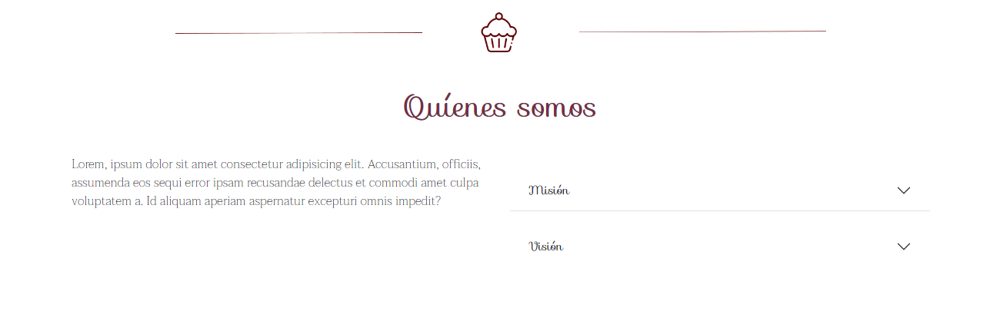 Quíenes somos
Lorem, ipsum dolor sit amet consectetur adipisicing elit. Accusantium, officiis,
assumenda eos sequi error ipsam recusandae delectus et commodi amet culpa
voluptatem a. Id aliquam aperiam aspernatur excepturi omnis impedit?
Misión
Visión